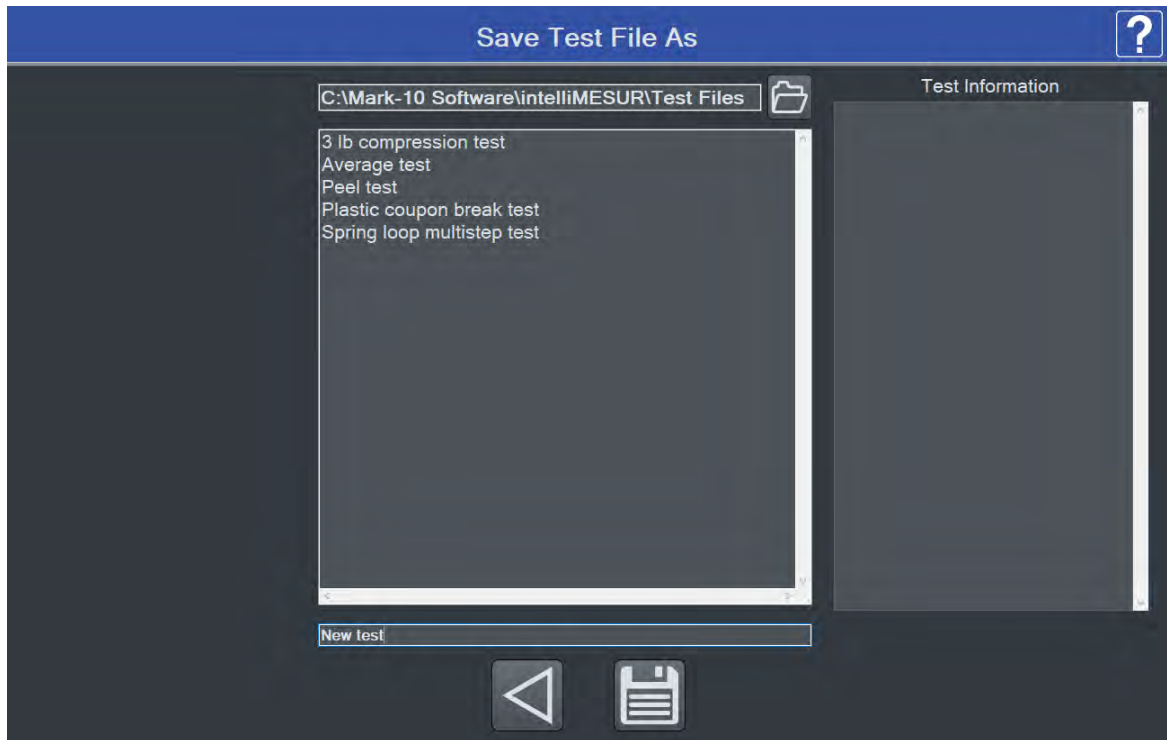 Save Test File As
?
C:\Mark-10 Software\intelliMESUR\Test Files
Test Information
3 lb compression test
Average test
Peel test
Plastic coupon break test
Spring loop multistep test
New test